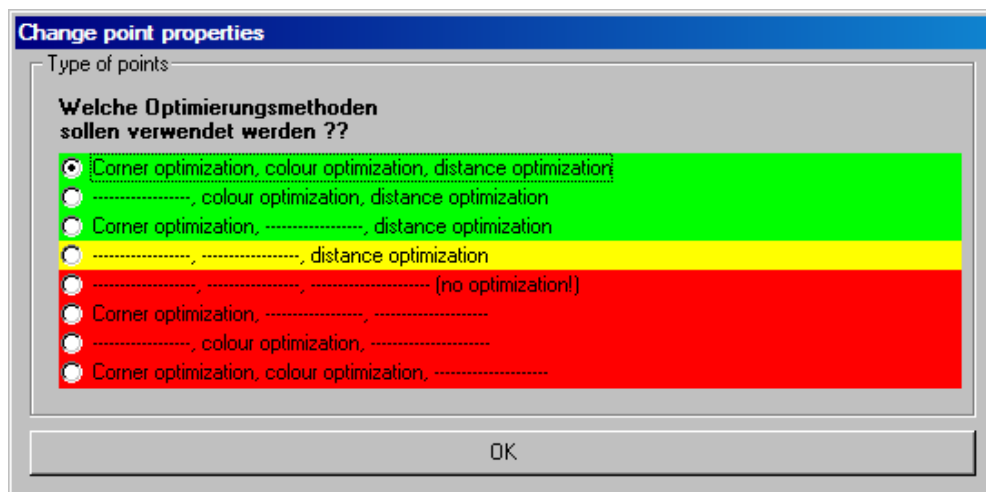 Change point properties
Type of points
Welche Optimierungsmethoden
sollen verwendet werden ??
Corner optimization, colour optimization, distance optimization
-----------------, colour optimization, distance optimization
Corner optimization, -----------------, distance optimization
-----------------, -----------------, distance optimization
------------------, ----------------, --------------------- (no optimization!)
Corner optimization, -----------------, --------------------
-----------------, colour optimization, ---------------------
Corner optimization, colour optimization, --------------------
OK